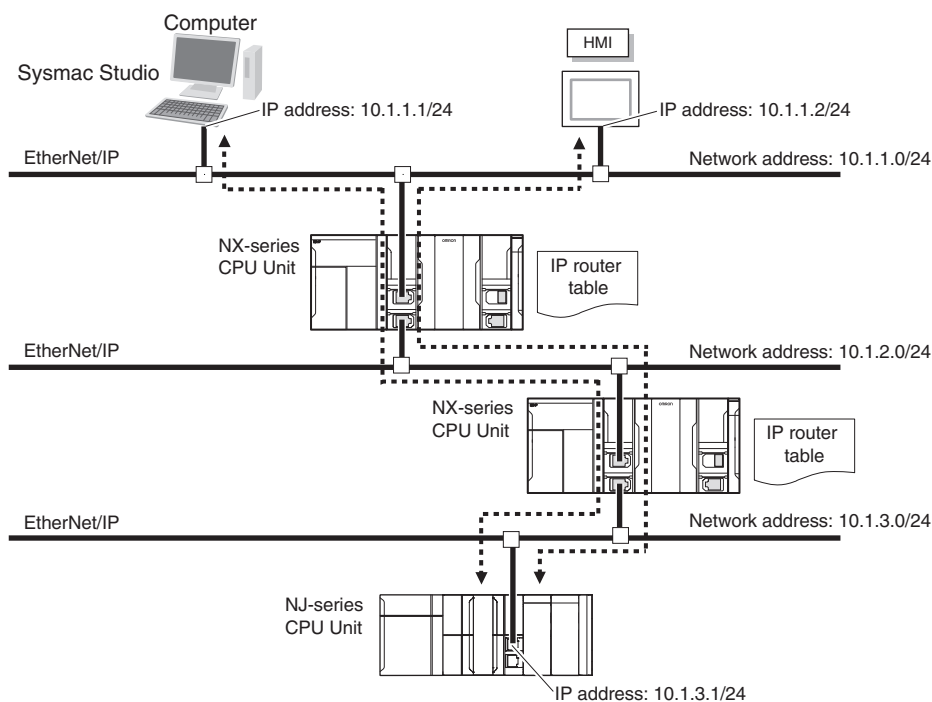 Computer
HMI
Sysmac Studio
IP address: 10.1.1.1/24
IP address: 10.1.1.2/24
EtherNet/IP
Network address: 10.1.1.0/24
NX-series
CPU Unit
OMRON
IP router
table
EtherNet/IP
Network address: 10.1.2.0/24
NX-series
CPU Unit
OMRON
IP router
table
EtherNet/IP
Network address: 10.1.3.0/24
NJ-series
CPU Unit
IP address: 10.1.3.1/24